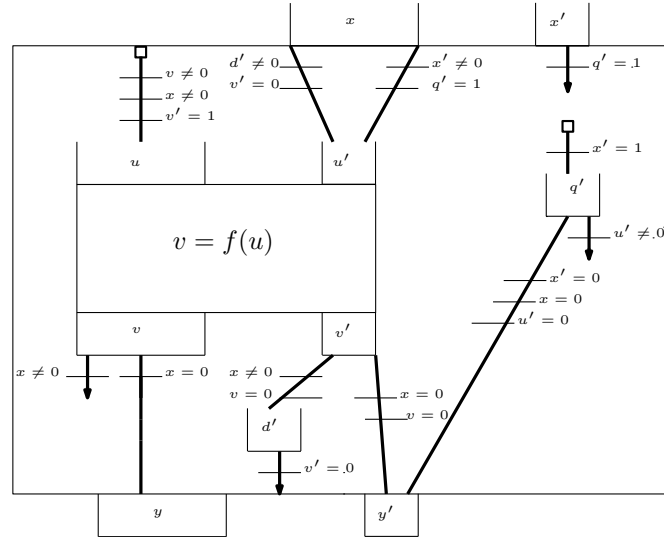 x x′
d′ ≠ 0 x′ ≠ 0 q′ = .1
v ≠ 0
v′ = 0 q′ = 1
x ≠ 0
v′ = 1
x′ = 1
u u′
q′
u′ ≠ .0
v = f(u)
x′ = 0
x = 0
u′ = 0
v v′
x ≠ 0 x = 0 x ≠ 0
v = 0 x = 0
v = 0
d′
v′ = .0
y y′